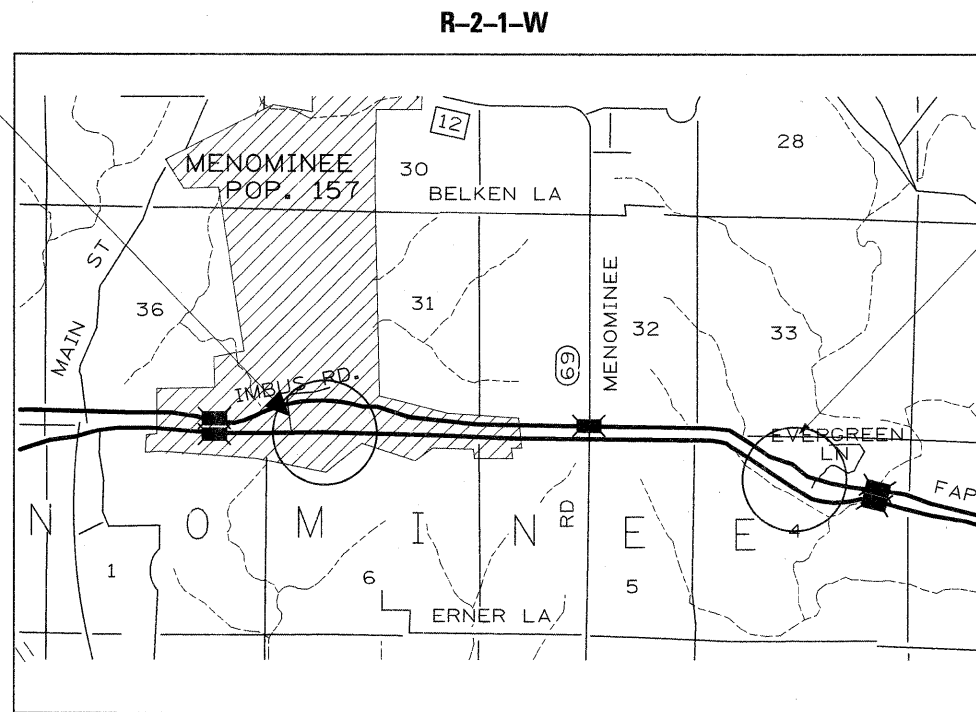 R–2–1–W
12
28
MENOMINEE
POP. 157
30
BELKEN LA
MAIN ST
36
31
MENOMINEE RD
32
33
69
IMBUS RD.
EVERGREEN
LN
FAP
N O M I N E E
4
1
6
5
ERNER LA